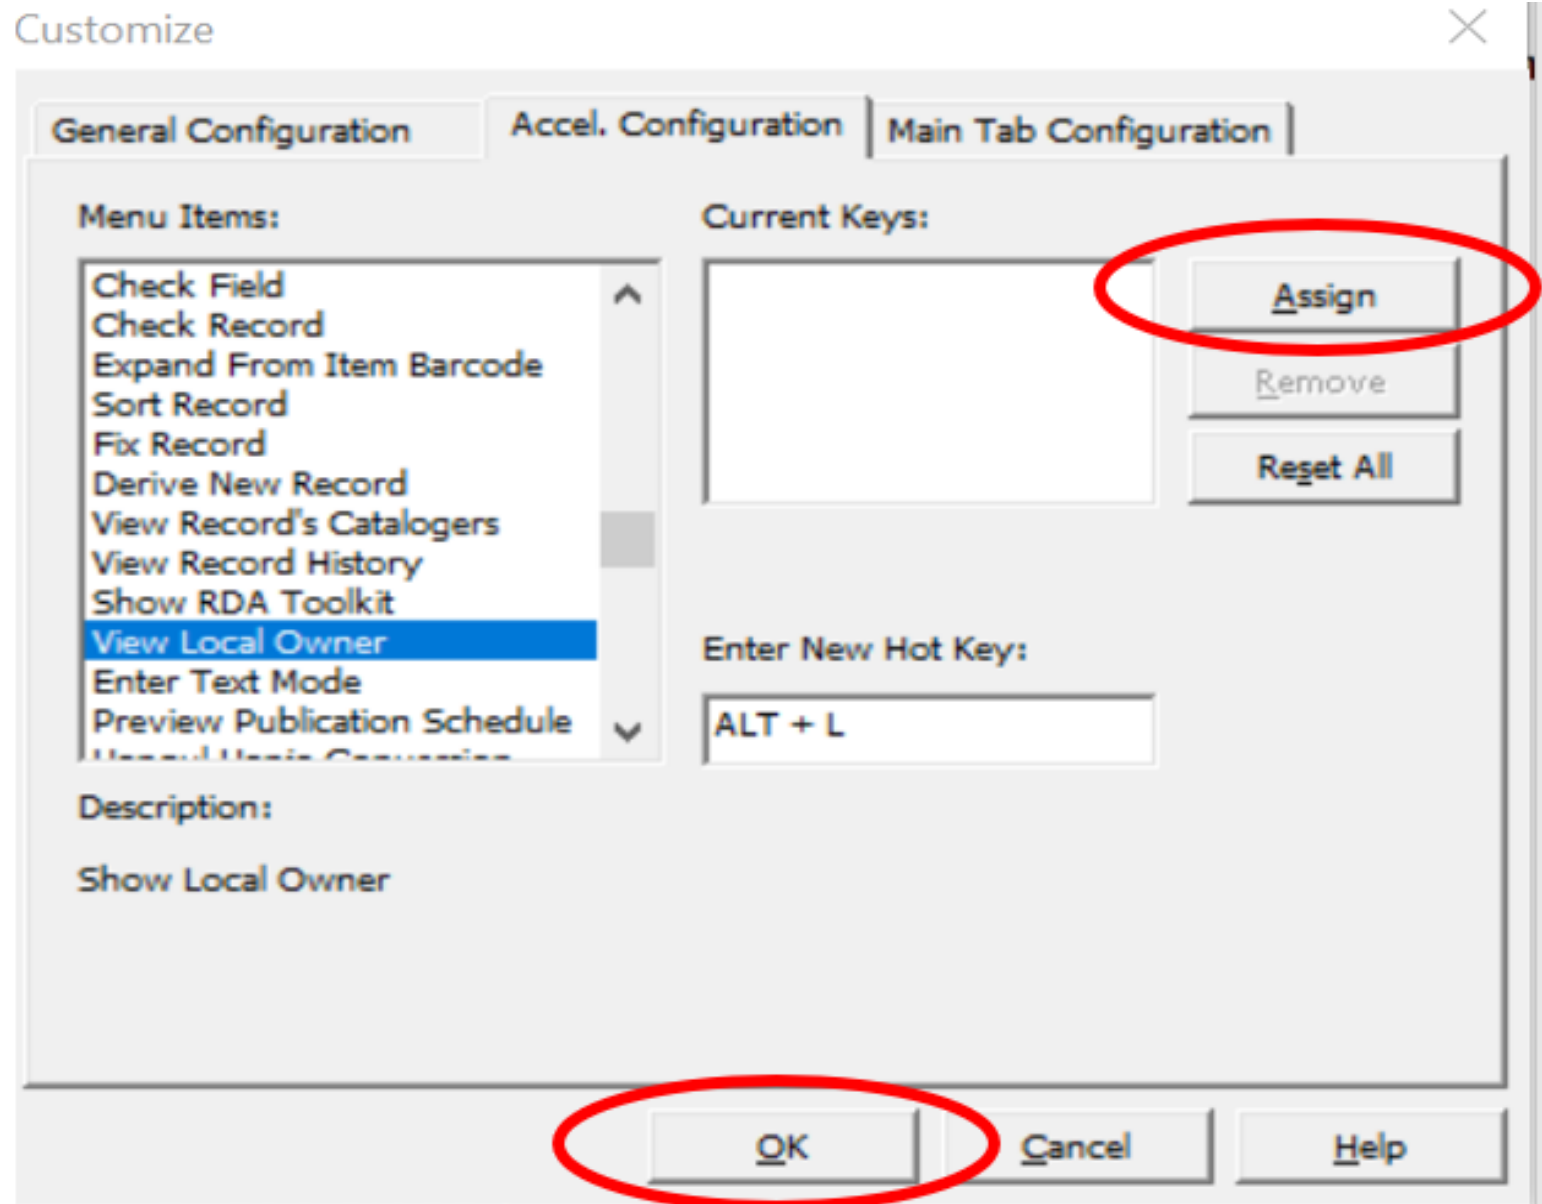 Customize
General Configuration
Accel. Configuration
Main Tab Configuration
Menu Items:
Check Field
Check Record
Expand From Item Barcode
Sort Record
Fix Record
Derive New Record
View Record's Catalogers
View Record History
Show RDA Toolkit
View Local Owner
Enter Text Mode
Preview Publication Schedule
Current Keys:
Assign
Remove
Reset All
Enter New Hot Key:
ALT + L
Description:
Show Local Owner
OK
Cancel
Help